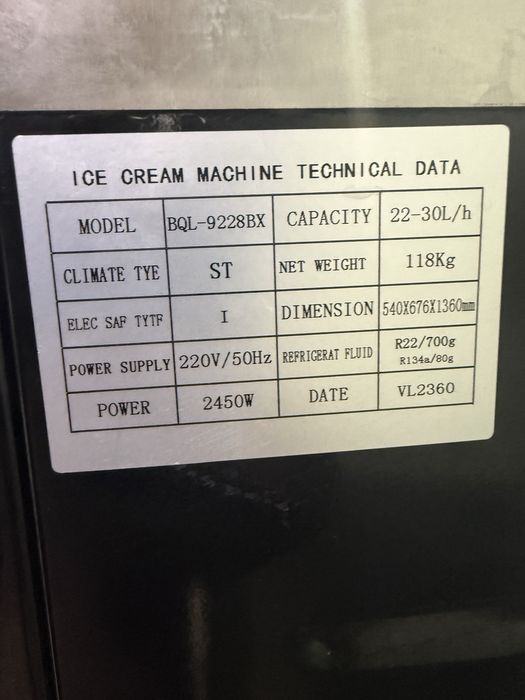 ICE CREAM MACHINE TECHNICAL DATA
MODEL BQL-9228BX CAPACITY 22-30L/h
CLIMATE TYE ST NET WEIGHT 118Kg
ELEC SAF TYTF I DIMENSION 540X676X1360mm
POWER SUPPLY 220V/50Hz REFRIGERAT FLUID R22/700g
R134a/80g
POWER 2450W DATE VL2360